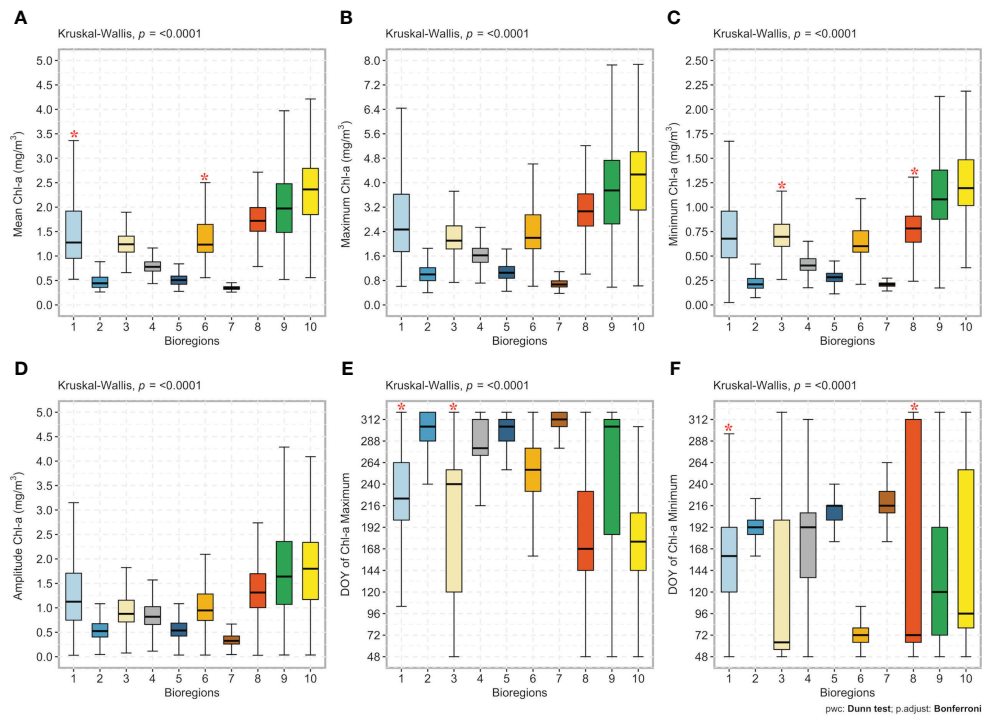 A
Kruskal-Wallis, p = <0.0001
5.0
4.5
4.0
3.5
3.0
2.5
2.0
1.5
1.0
0.5
0.0
Mean Chl-a (mg/m³)
*
*
1 2 3 4 5 6 7 8 9 10
Bioregions
B
Kruskal-Wallis, p = <0.0001
8.0
7.2
6.4
5.6
4.8
4.0
3.2
2.4
1.6
0.8
0.0
Maximum Chl-a (mg/m³)
1 2 3 4 5 6 7 8 9 10
Bioregions
C
Kruskal-Wallis, p = <0.0001
2.50
2.25
2.00
1.75
1.50
1.25
1.00
0.75
0.50
0.25
0.00
Minimum Chl-a (mg/m³)
*
*
1 2 3 4 5 6 7 8 9 10
Bioregions
D
Kruskal-Wallis, p = <0.0001
5.0
4.5
4.0
3.5
3.0
2.5
2.0
1.5
1.0
0.5
0.0
Amplitude Chl-a (mg/m³)
1 2 3 4 5 6 7 8 9 10
Bioregions
E
Kruskal-Wallis, p = <0.0001
312
288
264
240
216
192
168
144
120
96
72
48
DOY of Chl-a Maximum
*
*
1 2 3 4 5 6 7 8 9 10
Bioregions
F
Kruskal-Wallis, p = <0.0001
312
288
264
240
216
192
168
144
120
96
72
48
DOY of Chl-a Minimum
*
*
1 2 3 4 5 6 7 8 9 10
Bioregions
pwc: Dunn test; p.adjust: Bonferroni